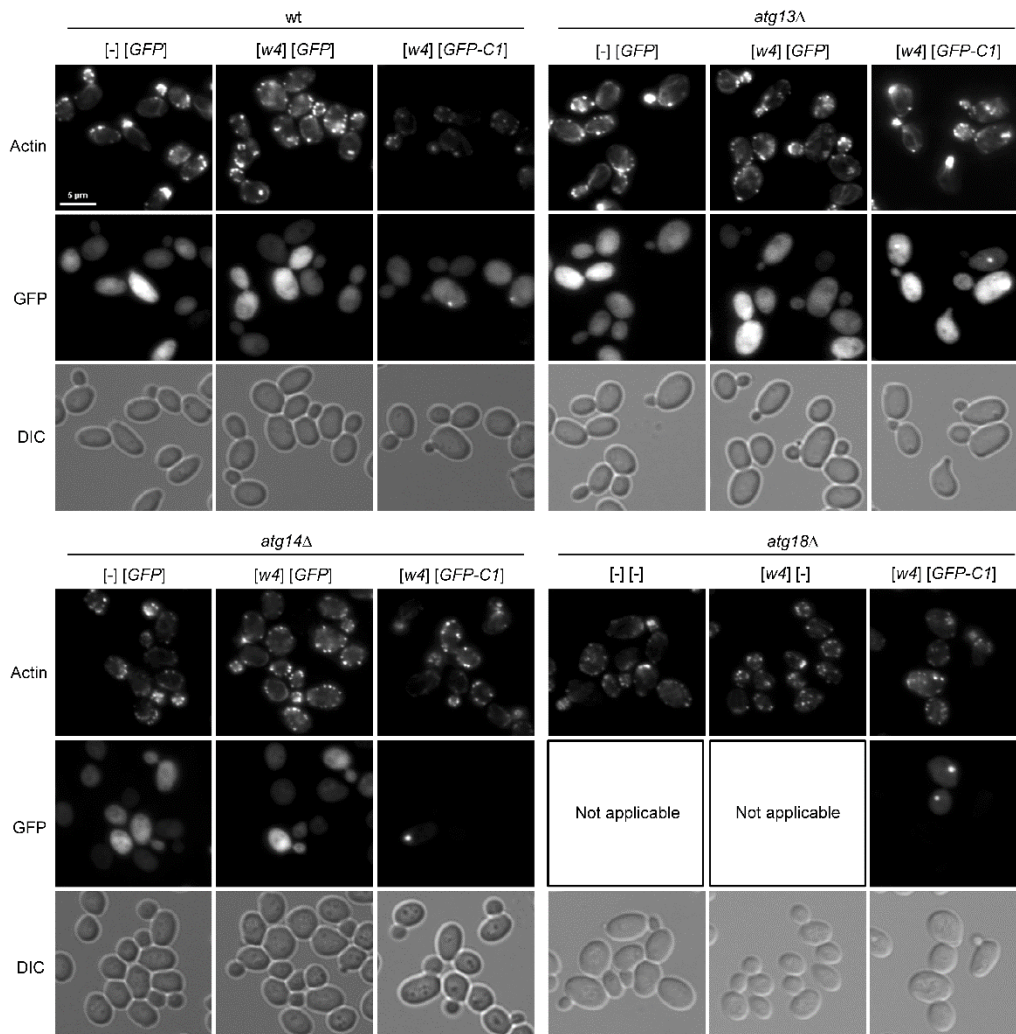 wt
[-] [GFP] [w4] [GFP] [w4] [GFP-C1]
Actin
5 µm
GFP
DIC
atg13Δ
[-] [GFP] [w4] [GFP] [w4] [GFP-C1]
atg14Δ
[-] [GFP] [w4] [GFP] [w4] [GFP-C1]
Actin
GFP
DIC
atg18Δ
[-] [-] [w4] [-] [w4] [GFP-C1]
Not applicable Not applicable